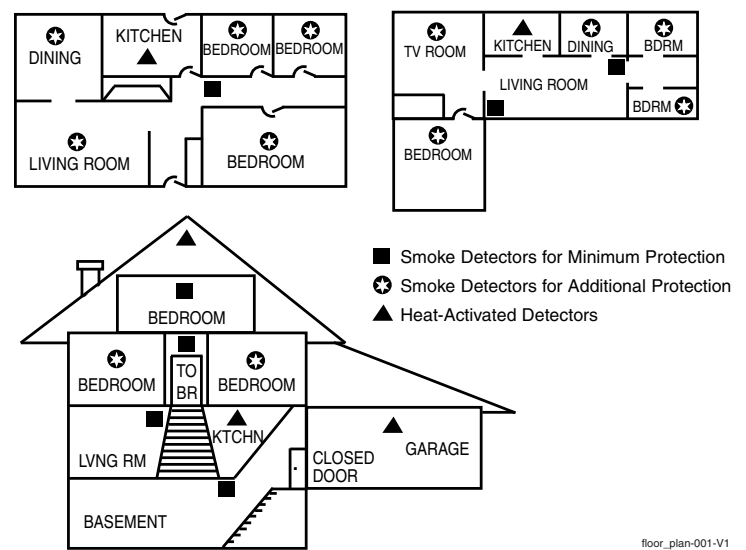 DINING
KITCHEN
BEDROOM
BEDROOM
LIVING ROOM
BEDROOM
TV ROOM
KITCHEN
DINING
BDRM
LIVING ROOM
BDRM
BEDROOM
Smoke Detectors for Minimum Protection
Smoke Detectors for Additional Protection
Heat-Activated Detectors
BEDROOM
BEDROOM
TO
BR
BEDROOM
LVNG RM
KTCHN
CLOSED
DOOR
GARAGE
BASEMENT
floor_plan-001-V1